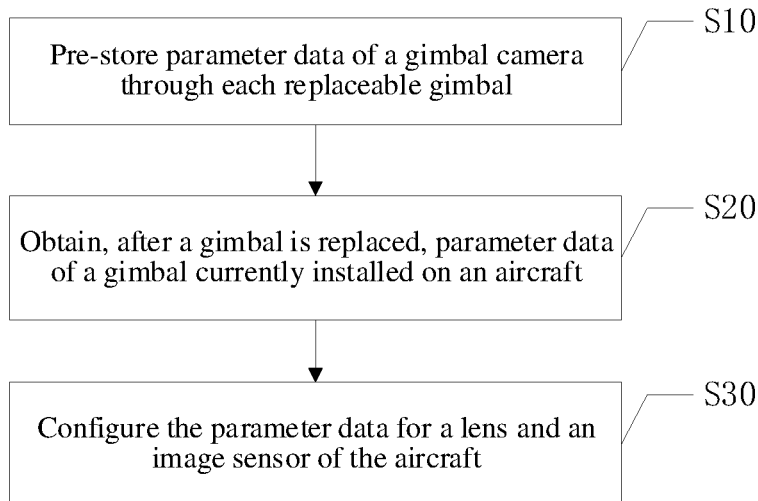 S10
Pre-store parameter data of a gimbal camera
through each replaceable gimbal
S20
Obtain, after a gimbal is replaced, parameter data
of a gimbal currently installed on an aircraft
S30
Configure the parameter data for a lens and an
image sensor of the aircraft